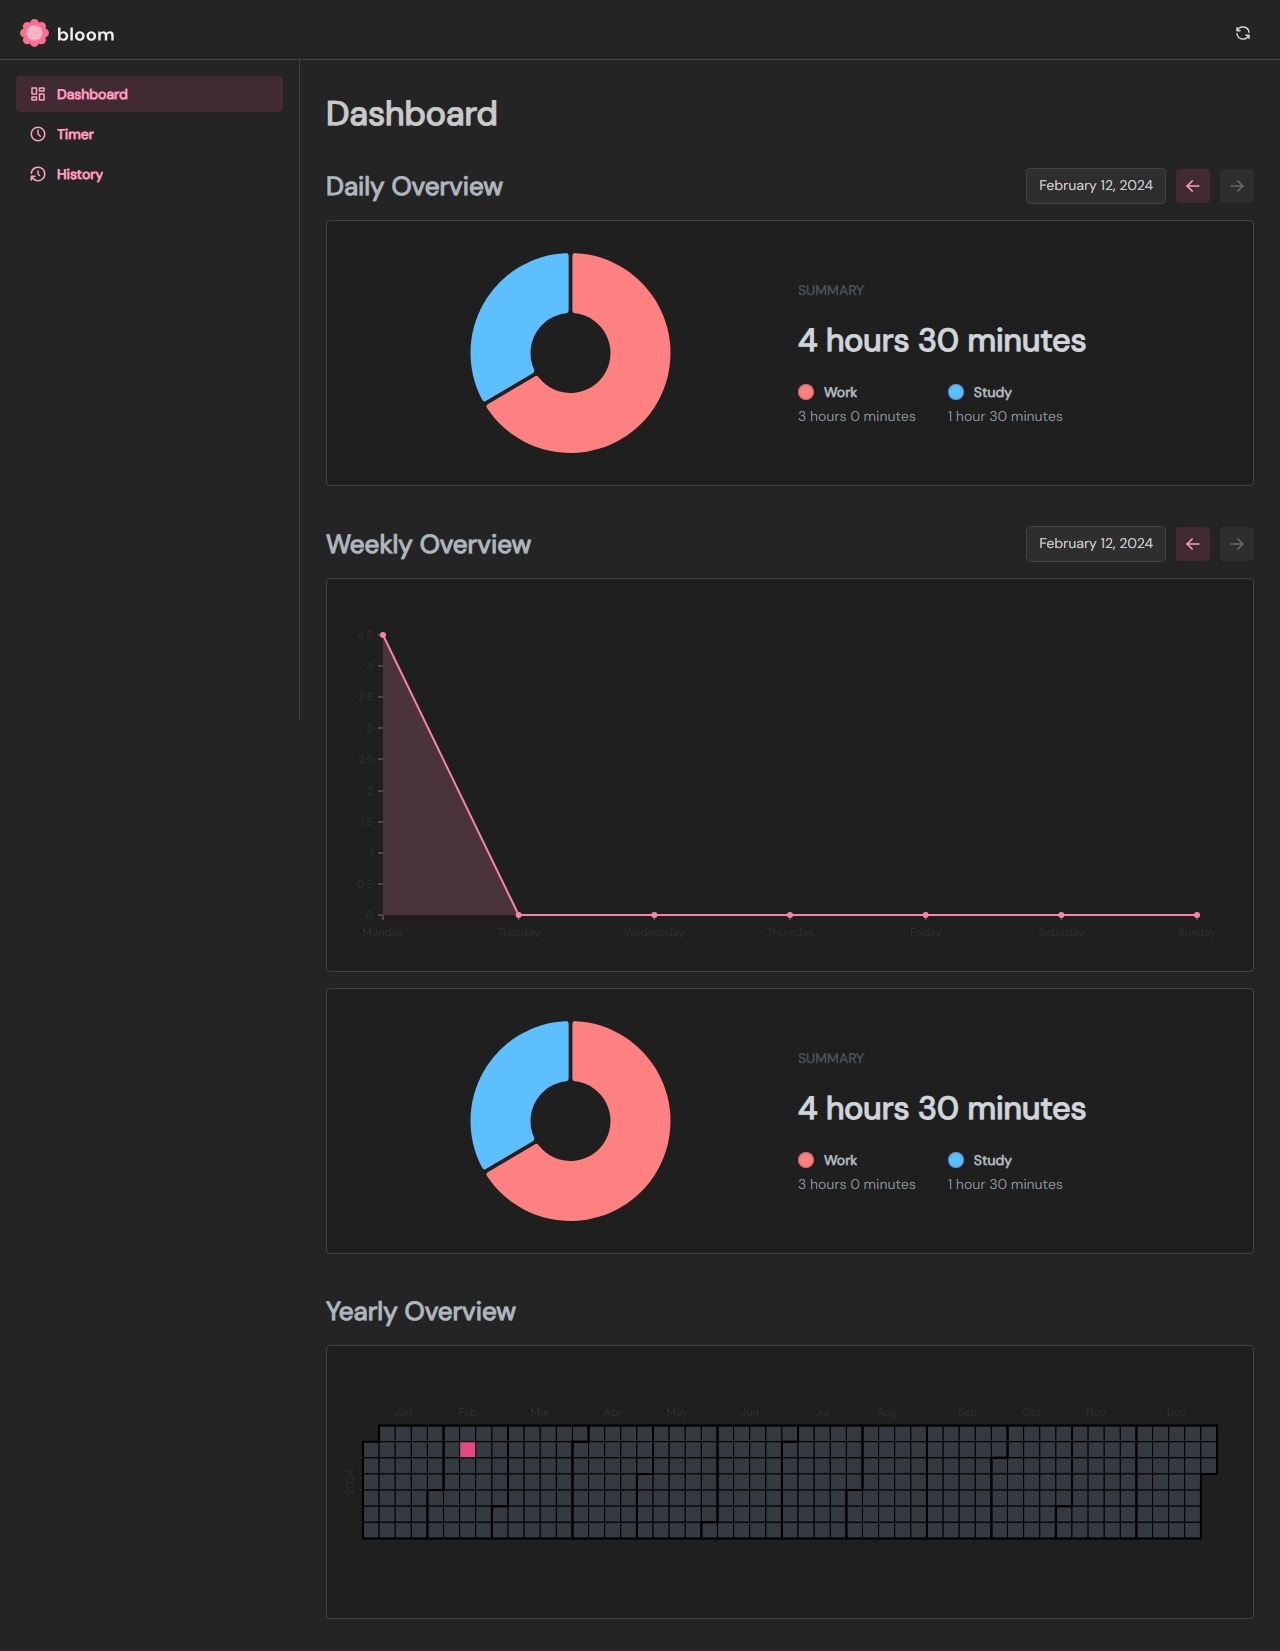 bloom
Dashboard
Timer
History
Dashboard
Daily Overview
February 12, 2024
SUMMARY
4 hours 30 minutes
Work
Study
3 hours 0 minutes
1 hour 30 minutes
Weekly Overview
February 12, 2024
4.5
4
3.5
3
2.5
2
1.5
1
0.5
0
Monday Tuesday Wednesday Thursday Friday Saturday Sunday
SUMMARY
4 hours 30 minutes
Work
Study
3 hours 0 minutes
1 hour 30 minutes
Yearly Overview
Jan Feb Mar Apr May Jun Jul Aug Sep Oct Nov Dec
2024